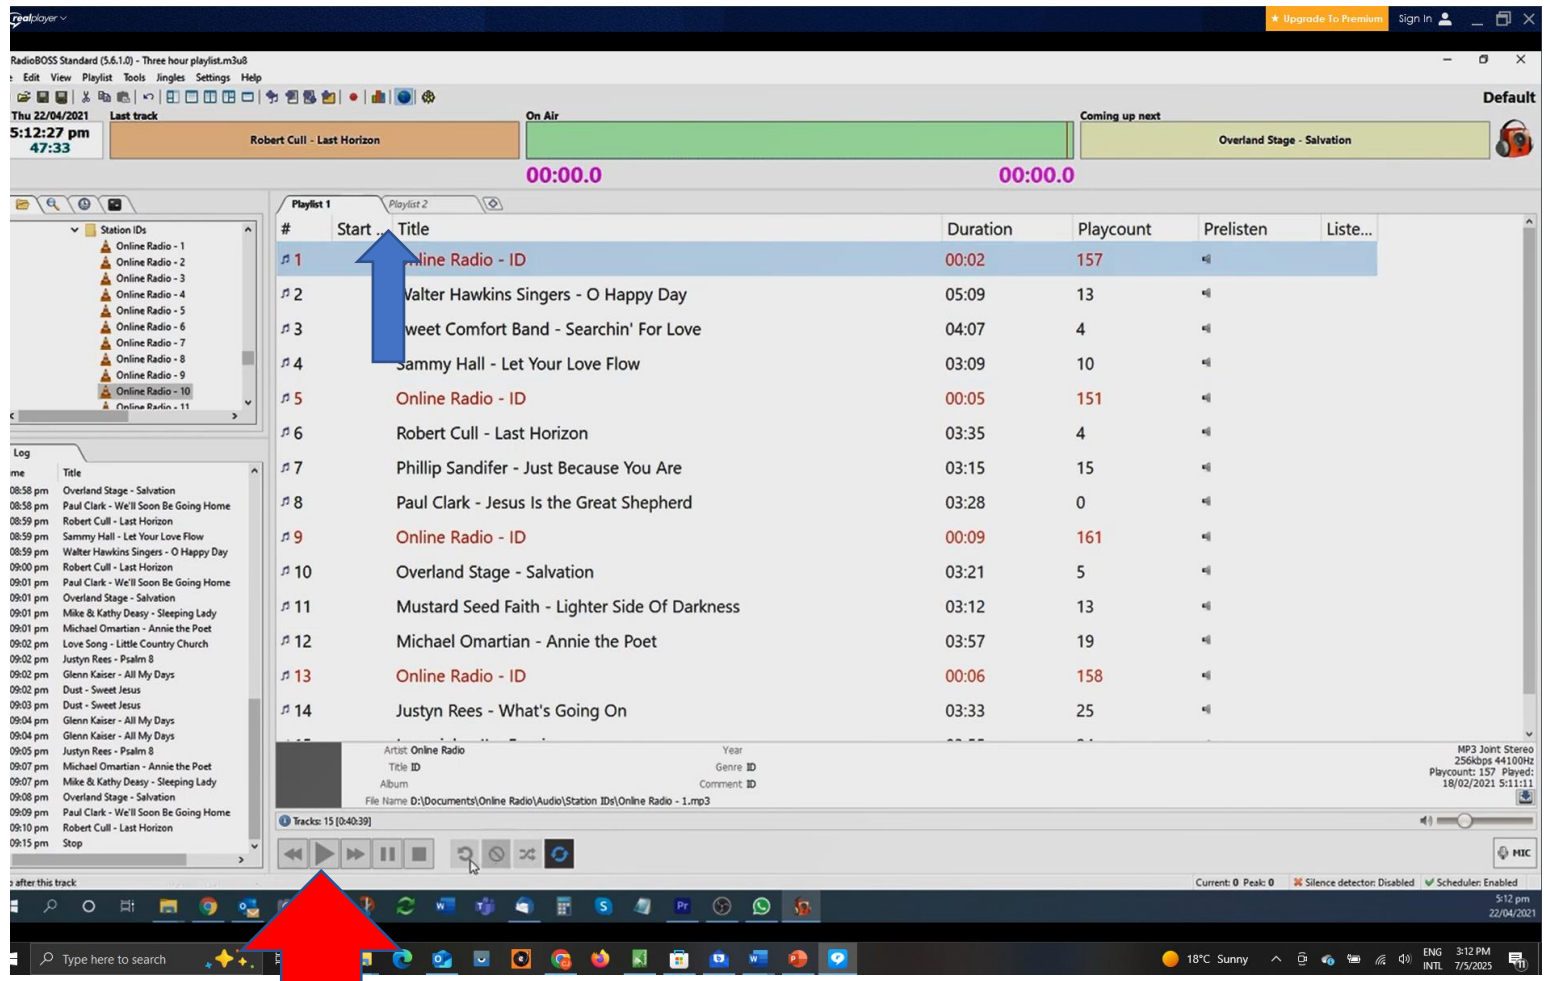 realplayer
Upgrade To Premium
Sign In
RadioBOSS Standard (5.6.1.0) - Three hour playlist.m3u8
Edit View Playlist Tools Jingles Settings Help
Default
Thu 22/04/2021
5:12:27 pm
47:33
Last track
Robert Cull - Last Horizon
On Air
00:00.0 00:00.0
Coming up next
Overland Stage - Salvation
Station IDs
Online Radio - 1
Online Radio - 2
Online Radio - 3
Online Radio - 4
Online Radio - 5
Online Radio - 6
Online Radio - 7
Online Radio - 8
Online Radio - 9
Online Radio - 10
Online Radio - 11
Log
me Title
08:58 pm Overland Stage - Salvation
08:58 pm Paul Clark - We'll Soon Be Going Home
08:59 pm Robert Cull - Last Horizon
08:59 pm Sammy Hall - Let Your Love Flow
08:59 pm Walter Hawkins Singers - O Happy Day
09:00 pm Robert Cull - Last Horizon
09:01 pm Paul Clark - We'll Soon Be Going Home
09:01 pm Overland Stage - Salvation
09:01 pm Mike & Kathy Deasy - Sleeping Lady
09:01 pm Michael Omartian - Annie the Poet
09:02 pm Love Song - Little Country Church
09:02 pm Justyn Rees - Psalm 8
09:02 pm Glenn Kaiser - All My Days
09:02 pm Dust - Sweet Jesus
09:03 pm Dust - Sweet Jesus
09:04 pm Glenn Kaiser - All My Days
09:04 pm Glenn Kaiser - All My Days
09:05 pm Justyn Rees - Psalm 8
09:07 pm Michael Omartian - Annie the Poet
09:07 pm Mike & Kathy Deasy - Sleeping Lady
09:08 pm Overland Stage - Salvation
09:09 pm Paul Clark - We'll Soon Be Going Home
09:10 pm Robert Cull - Last Horizon
09:15 pm Stop
Playlist 1 Playlist 2
# Start ... Title Duration Playcount Prelisten Liste...
1 Online Radio - ID 00:02 157
2 Walter Hawkins Singers - O Happy Day 05:09 13
3 Sweet Comfort Band - Searchin' For Love 04:07 4
4 Sammy Hall - Let Your Love Flow 03:09 10
5 Online Radio - ID 00:05 151
6 Robert Cull - Last Horizon 03:35 4
7 Phillip Sandifer - Just Because You Are 03:15 15
8 Paul Clark - Jesus Is the Great Shepherd 03:28 0
9 Online Radio - ID 00:09 161
10 Overland Stage - Salvation 03:21 5
11 Mustard Seed Faith - Lighter Side Of Darkness 03:12 13
12 Michael Omartian - Annie the Poet 03:57 19
13 Online Radio - ID 00:06 158
14 Justyn Rees - What's Going On 03:33 25
Artist Online Radio Year
Title ID Genre ID
Album Comment ID
File Name D:\Documents\Online Radio\Audio\Station IDs\Online Radio - 1.mp3
MP3 Joint Stereo
256kbps 44100Hz
Playcount: 157 Played:
18/02/2021 5:11:11
Tracks: 15 [0:40:39]
MIC
after this track
Current: 0 Peak: 0 Silence detector: Disabled Scheduler: Enabled
5:12 pm
22/04/2021
Type here to search
18°C Sunny
ENG
INTL
3:12 PM
7/5/2025
11